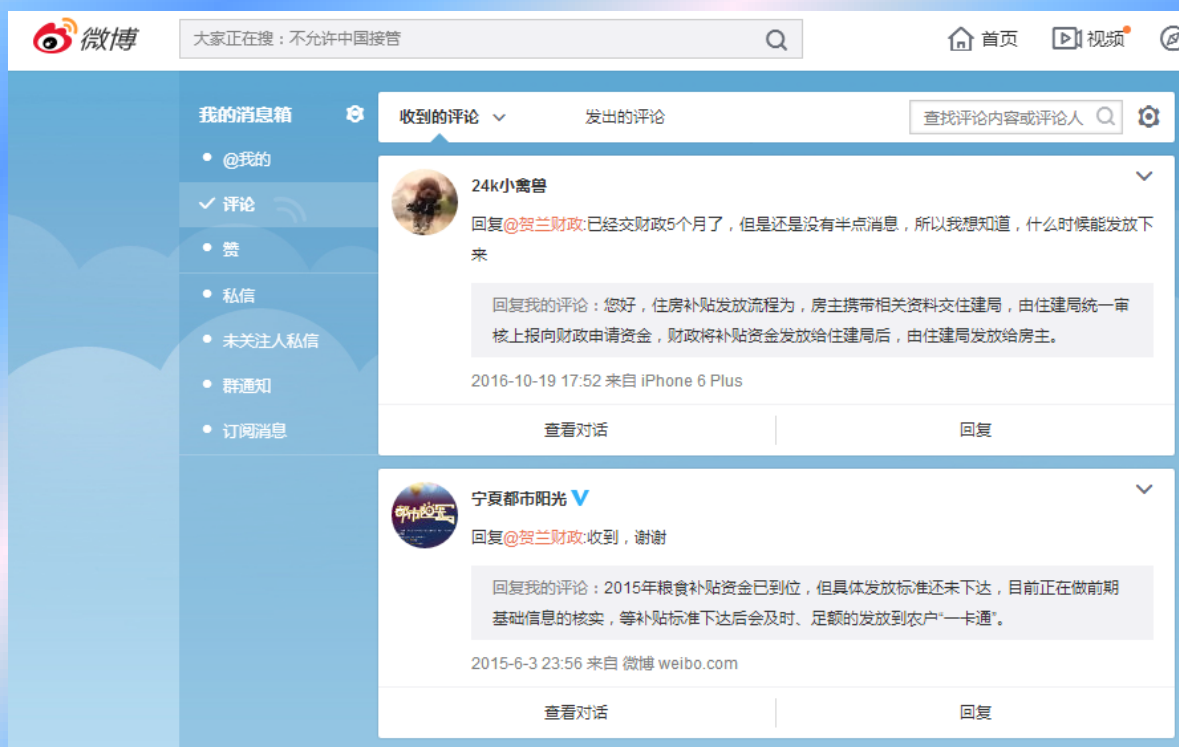 微博
大家正在搜：不允许中国接管
首页
视频
我的消息箱
@我的
评论
赞
私信
未关注人私信
群通知
订阅消息
收到的评论
发出的评论
查找评论内容或评论人
24k小禽兽
回复@贺兰财政:已经交财政5个月了，但是还是没有半点消息，所以我想知道，什么时候能发放下
来
回复我的评论：您好，住房补贴发放流程为，房主携带相关资料交住建局，由住建局统一审
核上报向财政申请资金，财政将补贴资金发放给住建局后，由住建局发放给房主。
2016-10-19 17:52 来自 iPhone 6 Plus
查看对话
回复
都市阳光
宁夏都市阳光
回复@贺兰财政:收到，谢谢
回复我的评论：2015年粮食补贴资金已到位，但具体发放标准还未下达，目前正在做前期
基础信息的核实，等补贴标准下达后会及时、足额的发放到农户“一卡通”。
2015-6-3 23:56 来自 微博 weibo.com
查看对话
回复